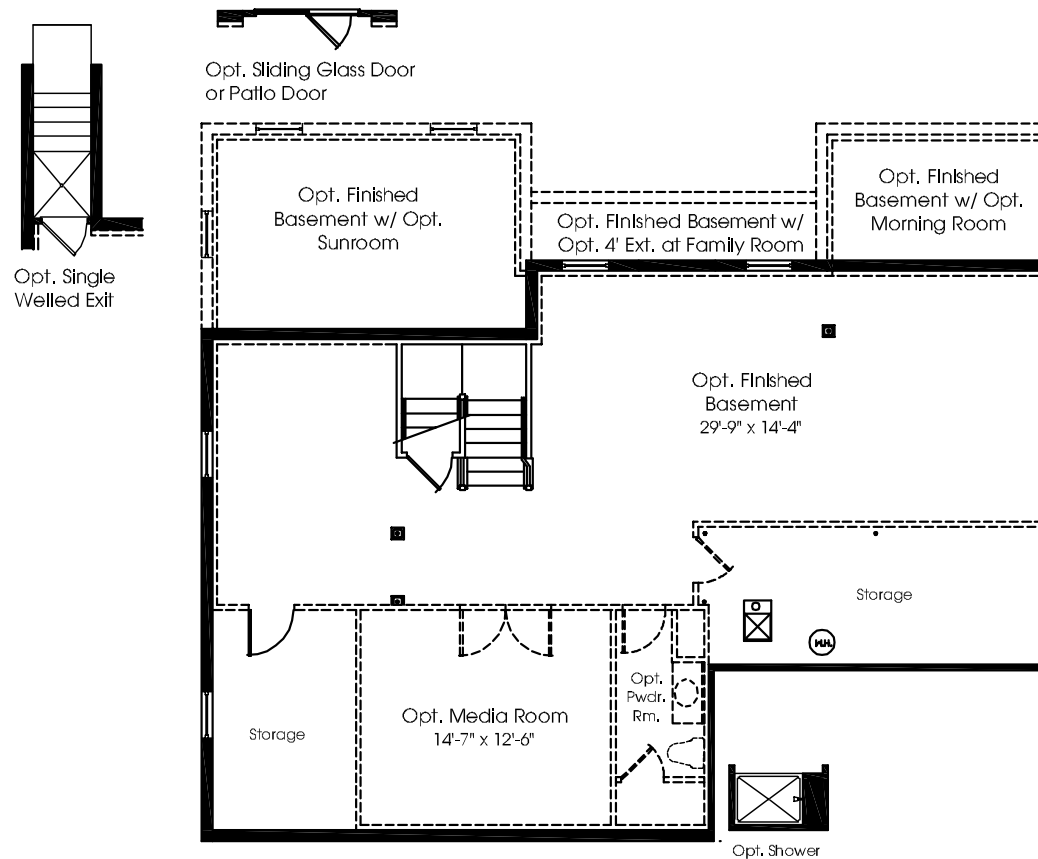 Opt. Sliding Glass Door
or Patio Door
Opt. Single
Welled Exit
Opt. Finished
Basement w/ Opt.
Sunroom
Opt. Finished Basement w/
Opt. 4' Ext. at Family Room
Opt. Finished
Basement w/ Opt.
Morning Room
Opt. Finished
Basement
29'-9" x 14'-4"
Storage
W.H.
Storage
Opt. Media Room
14'-7" x 12'-6"
Opt.
Pwdr.
Rm.
Opt. Shower